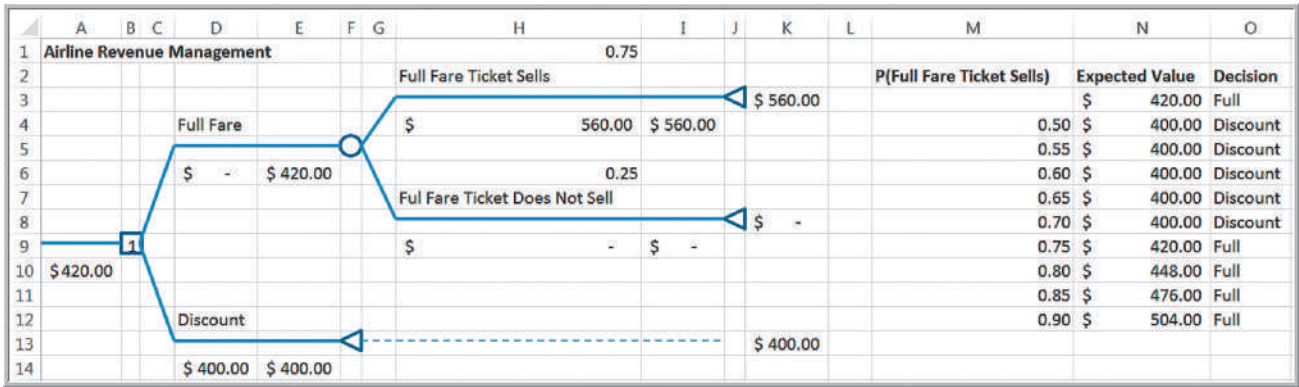 A B C D E F G H I J K L M N O
1 Airline Revenue Management 0.75
2 Full Fare Ticket Sells P(Full Fare Ticket Sells) Expected Value Decision
3 $ 560.00 $ 420.00 Full
4 Full Fare $ 560.00 $ 560.00 0.50 $ 400.00 Discount
5 0.55 $ 400.00 Discount
6 $ - $ 420.00 0.25 0.60 $ 400.00 Discount
7 Ful Fare Ticket Does Not Sell 0.65 $ 400.00 Discount
8 $ - 0.70 $ 400.00 Discount
9 1 $ - $ - 0.75 $ 420.00 Full
10 $ 420.00 0.80 $ 448.00 Full
11 0.85 $ 476.00 Full
12 Discount 0.90 $ 504.00 Full
13 $ 400.00
14 $ 400.00 $ 400.00